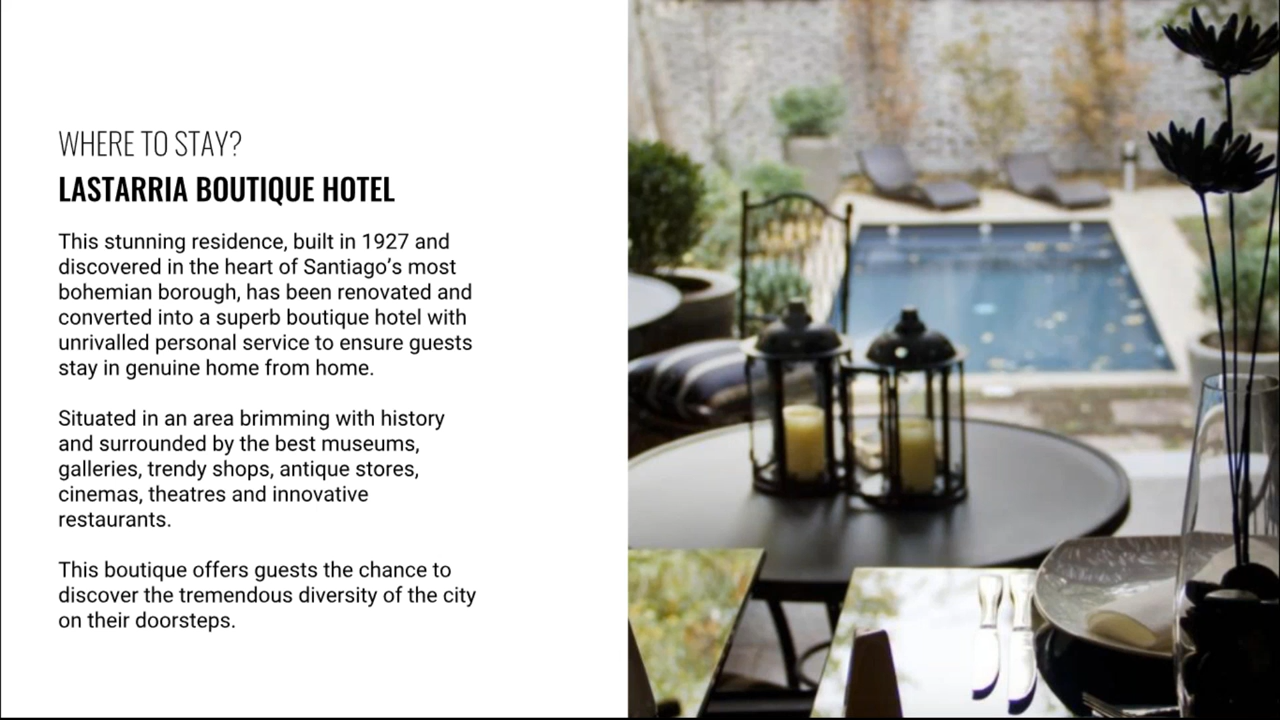 WHERE TO STAY?
LASTARRIA BOUTIQUE HOTEL
This stunning residence, built in 1927 and
discovered in the heart of Santiago’s most
bohemian borough, has been renovated and
converted into a superb boutique hotel with
unrivalled personal service to ensure guests
stay in genuine home from home.
Situated in an area brimming with history
and surrounded by the best museums,
galleries, trendy shops, antique stores,
cinemas, theatres and innovative
restaurants.
This boutique offers guests the chance to
discover the tremendous diversity of the city
on their doorsteps.